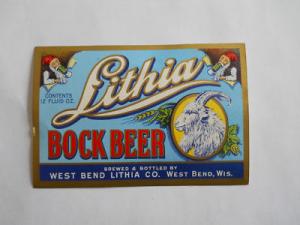 Lithia
CONTENTS
12 FLUID OZ.
BOCK BEER
BREWED & BOTTLED BY
WEST BEND LITHIA CO. WEST BEND, WIS.